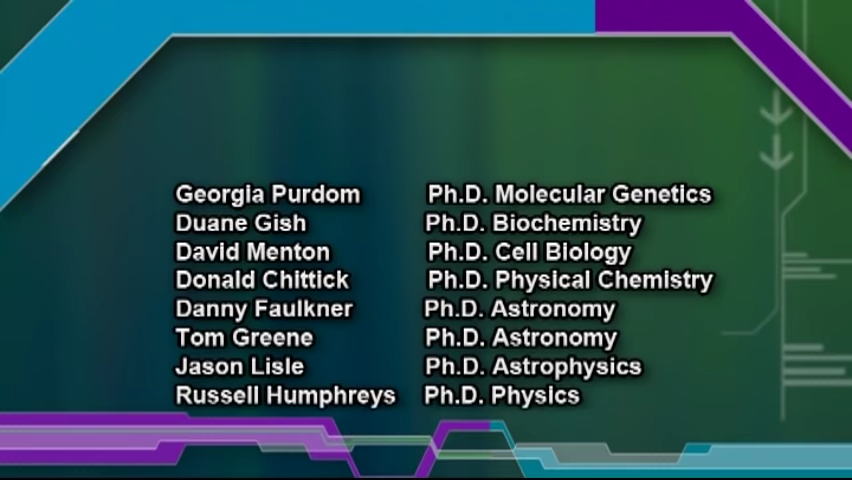 Georgia Purdom Ph.D. Molecular Genetics
Duane Gish Ph.D. Biochemistry
David Menton Ph.D. Cell Biology
Donald Chittick Ph.D. Physical Chemistry
Danny Faulkner Ph.D. Astronomy
Tom Greene Ph.D. Astronomy
Jason Lisle Ph.D. Astrophysics
Russell Humphreys Ph.D. Physics